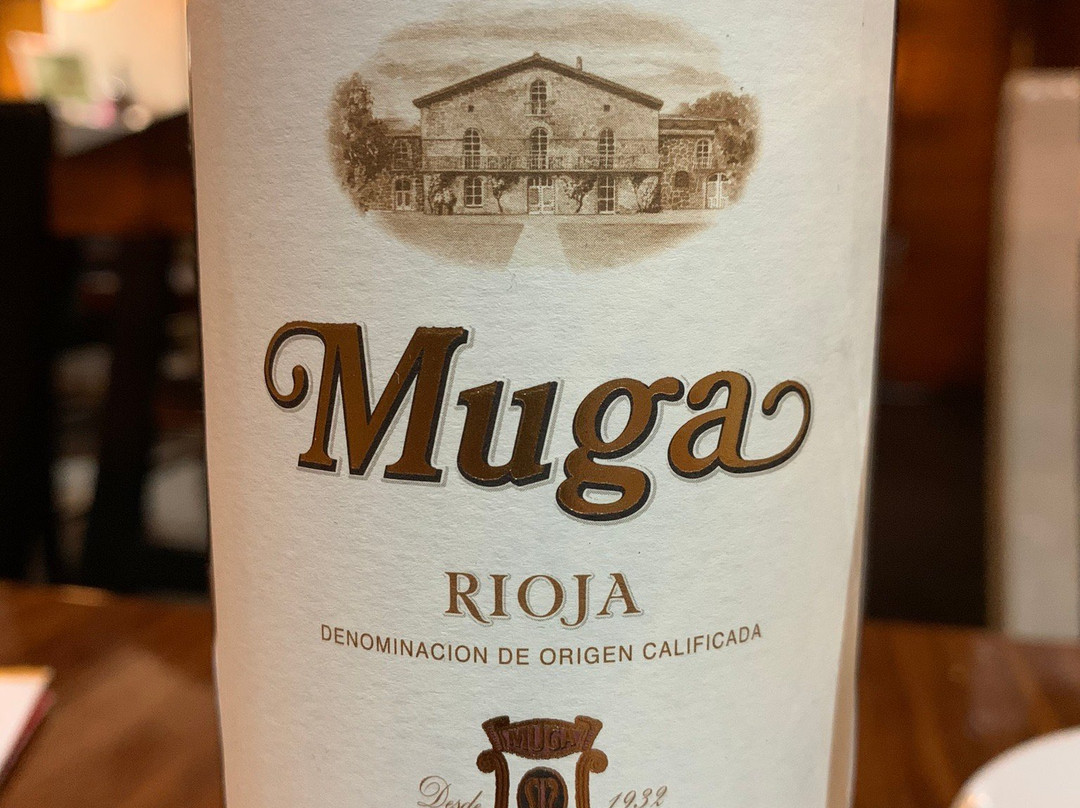 Muga
RIOJA
DENOMINACION DE ORIGEN CALIFICADA
MUGA
Desde 1932